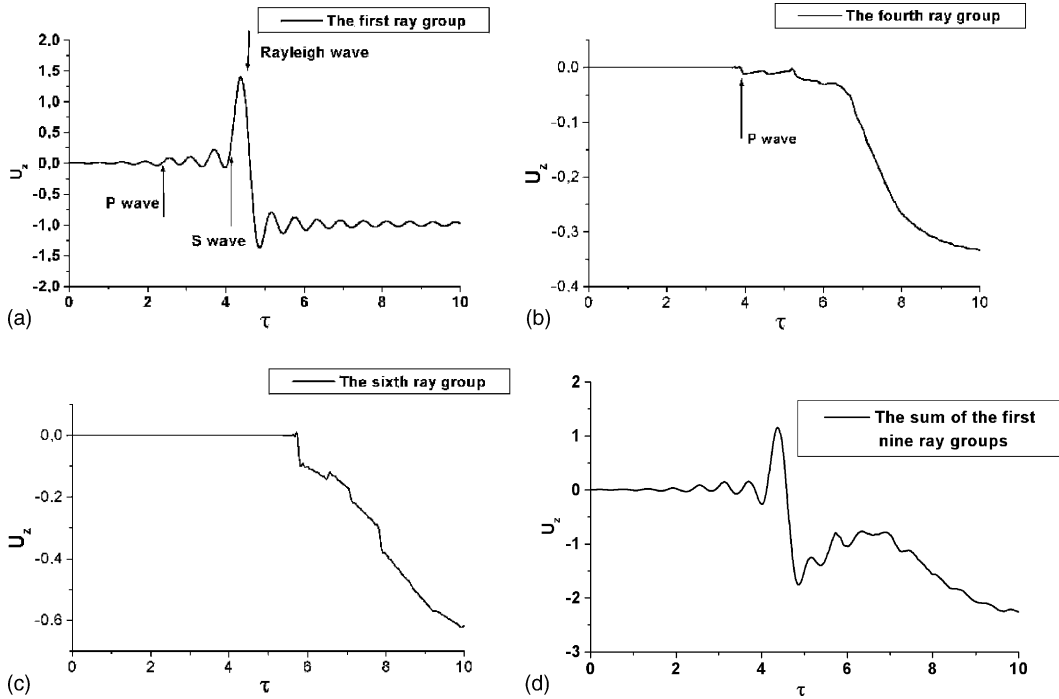 The first ray group
2.0
1.5
1.0
0.5
0.0
-0.5
-1.0
-1.5
2.0
Uz
Rayleigh wave
P wave
S wave
0 2 4 6 8 10
τ
(a)
The fourth ray group
0.0
-0.1
-0.2
-0.3
-0.4
Uz
P wave
0 2 4 6 8 10
τ
(b)
The sixth ray group
0.0
-0.2
-0.4
-0.6
Uz
0 2 4 6 8 10
τ
(c)
The sum of the first
nine ray groups
2
1
0
-1
-2
-3
Uz
0 2 4 6 8 10
τ
(d)